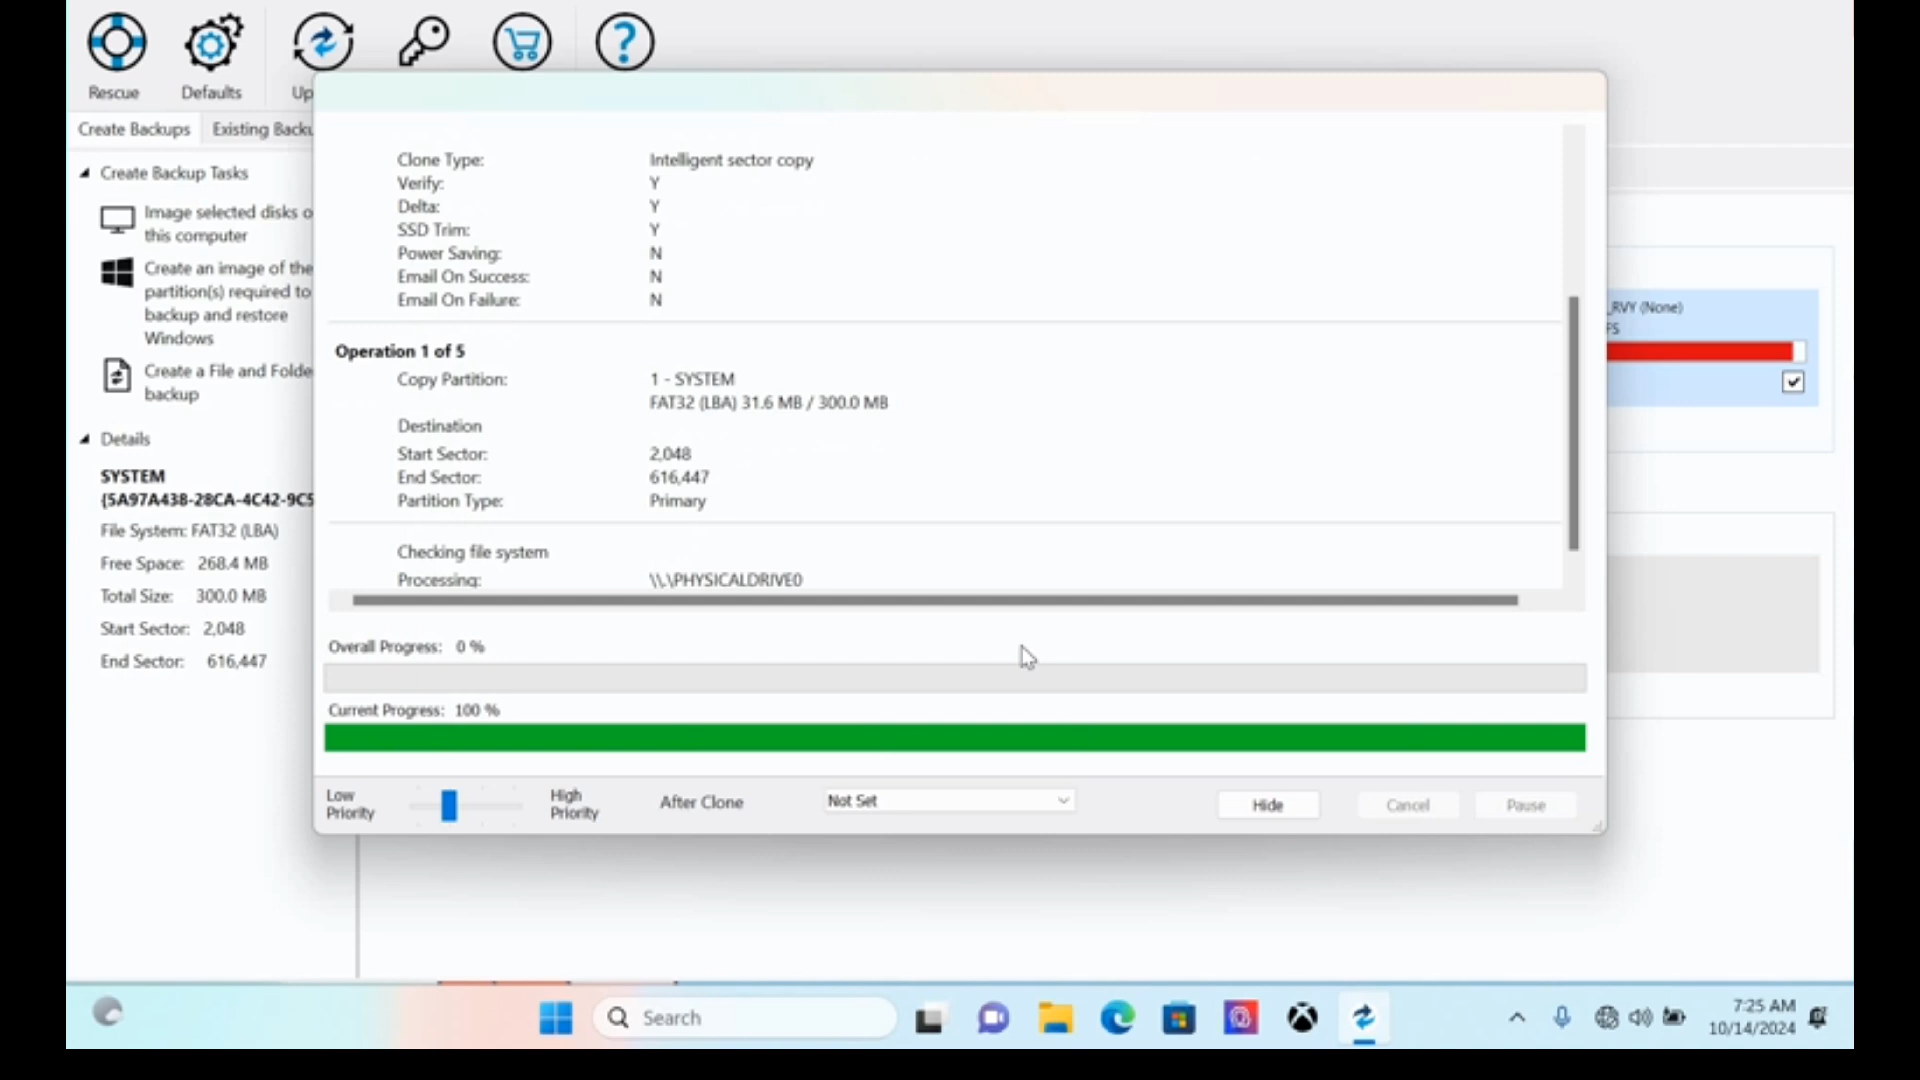 Rescue
Defaults
Up
Create Backups
Existing Backu
Create Backup Tasks
Image selected disks o
this computer
Create an image of the
partition(s) required to
backup and restore
Windows
Create a File and Folde
backup
Details
SYSTEM
{5A97A438-28CA-4C42-9C5
File System: FAT32 (LBA)
Free Space: 268.4 MB
Total Size: 300.0 MB
Start Sector: 2,048
End Sector: 616,447
Clone Type: Intelligent sector copy
Verify: Y
Delta: Y
SSD Trim: Y
Power Saving: N
Email On Success: N
Email On Failure: N
Operation 1 of 5
Copy Partition: 1 - SYSTEM
FAT32 (LBA) 31.6 MB / 300.0 MB
Destination
Start Sector: 2,048
End Sector: 616,447
Partition Type: Primary
Checking file system
Processing: \\.\PHYSICALDRIVE0
Overall Progress: 0 %
Current Progress: 100 %
Low
Priority
High
Priority
After Clone
Not Set
Hide
Cancel
Pause
_RVY (None)
FS
Search
7:25 AM
10/14/2024